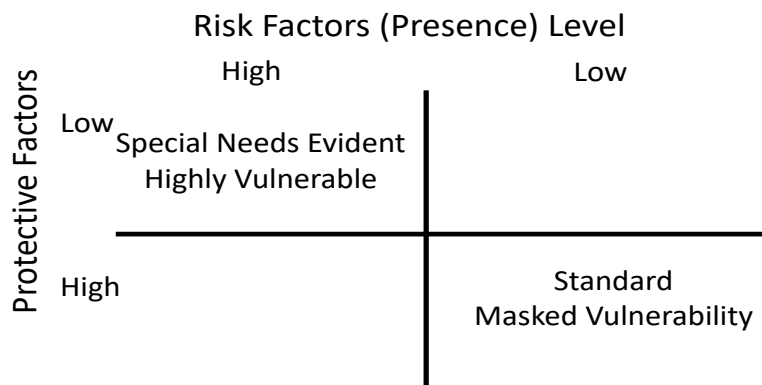 Risk Factors (Presence) Level
High Low
Protective Factors
Low
Special Needs Evident
Highly Vulnerable
High
Standard
Masked Vulnerability